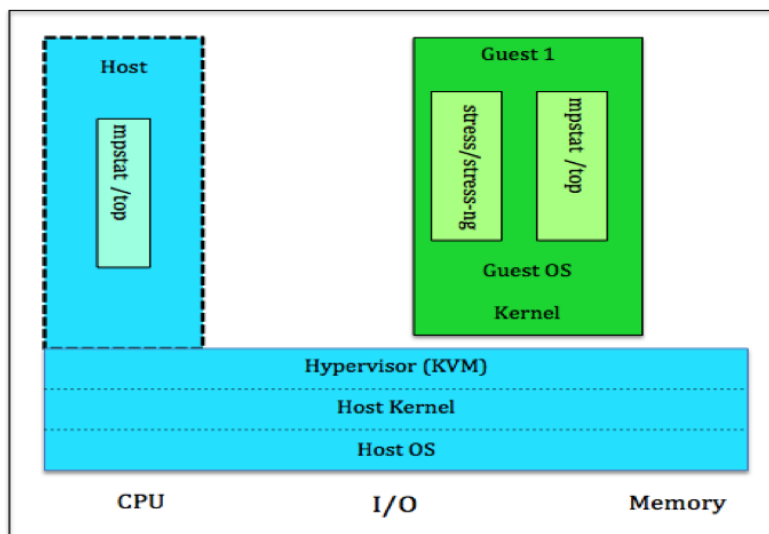 Host
mpstat /top
Guest 1
stress/stress-ng
mpstat /top
Guest OS
Kernel
Hypervisor (KVM)
Host Kernel
Host OS
CPU
I/O
Memory